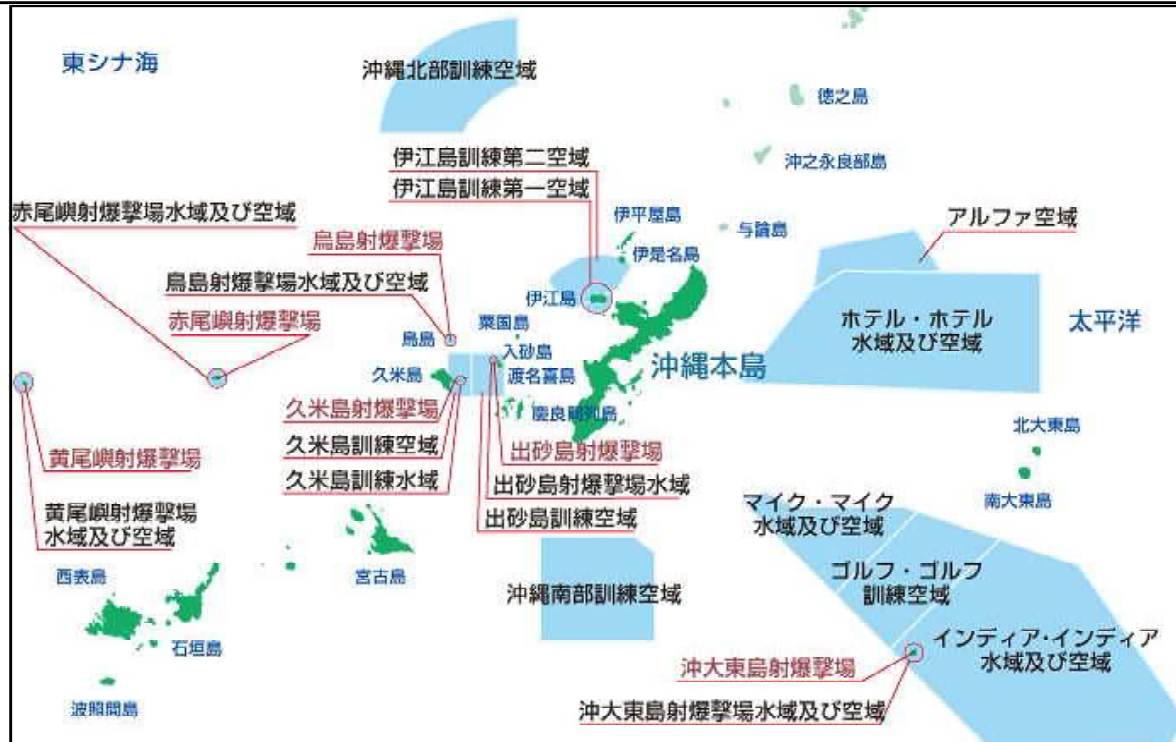 東シナ海
沖縄北部訓練空域
徳之島
沖之永良部島
伊江島訓練第二空域
伊江島訓練第一空域
赤尾嶼射爆撃場水域及び空域
伊平屋島
与論島
アルファ空域
鳥島射爆撃場
伊是名島
鳥島射爆撃場水域及び空域
伊江島
赤尾嶼射爆撃場
粟国島
ホテル・ホテル
水域及び空域
太平洋
鳥島
入砂島
沖縄本島
久米島
渡名喜島
久米島射爆撃場
慶良間列島
北大東島
久米島訓練空域
出砂島射爆撃場
黄尾嶼射爆撃場
久米島訓練水域
出砂島射爆撃場水域
南大東島
マイク・マイク
水域及び空域
黄尾嶼射爆撃場
水域及び空域
出砂島訓練空域
西表島
宮古島
ゴルフ・ゴルフ
訓練空域
沖縄南部訓練空域
石垣島
インディア・インディア
水域及び空域
沖大東島射爆撃場
波照間島
沖大東島射爆撃場水域及び空域